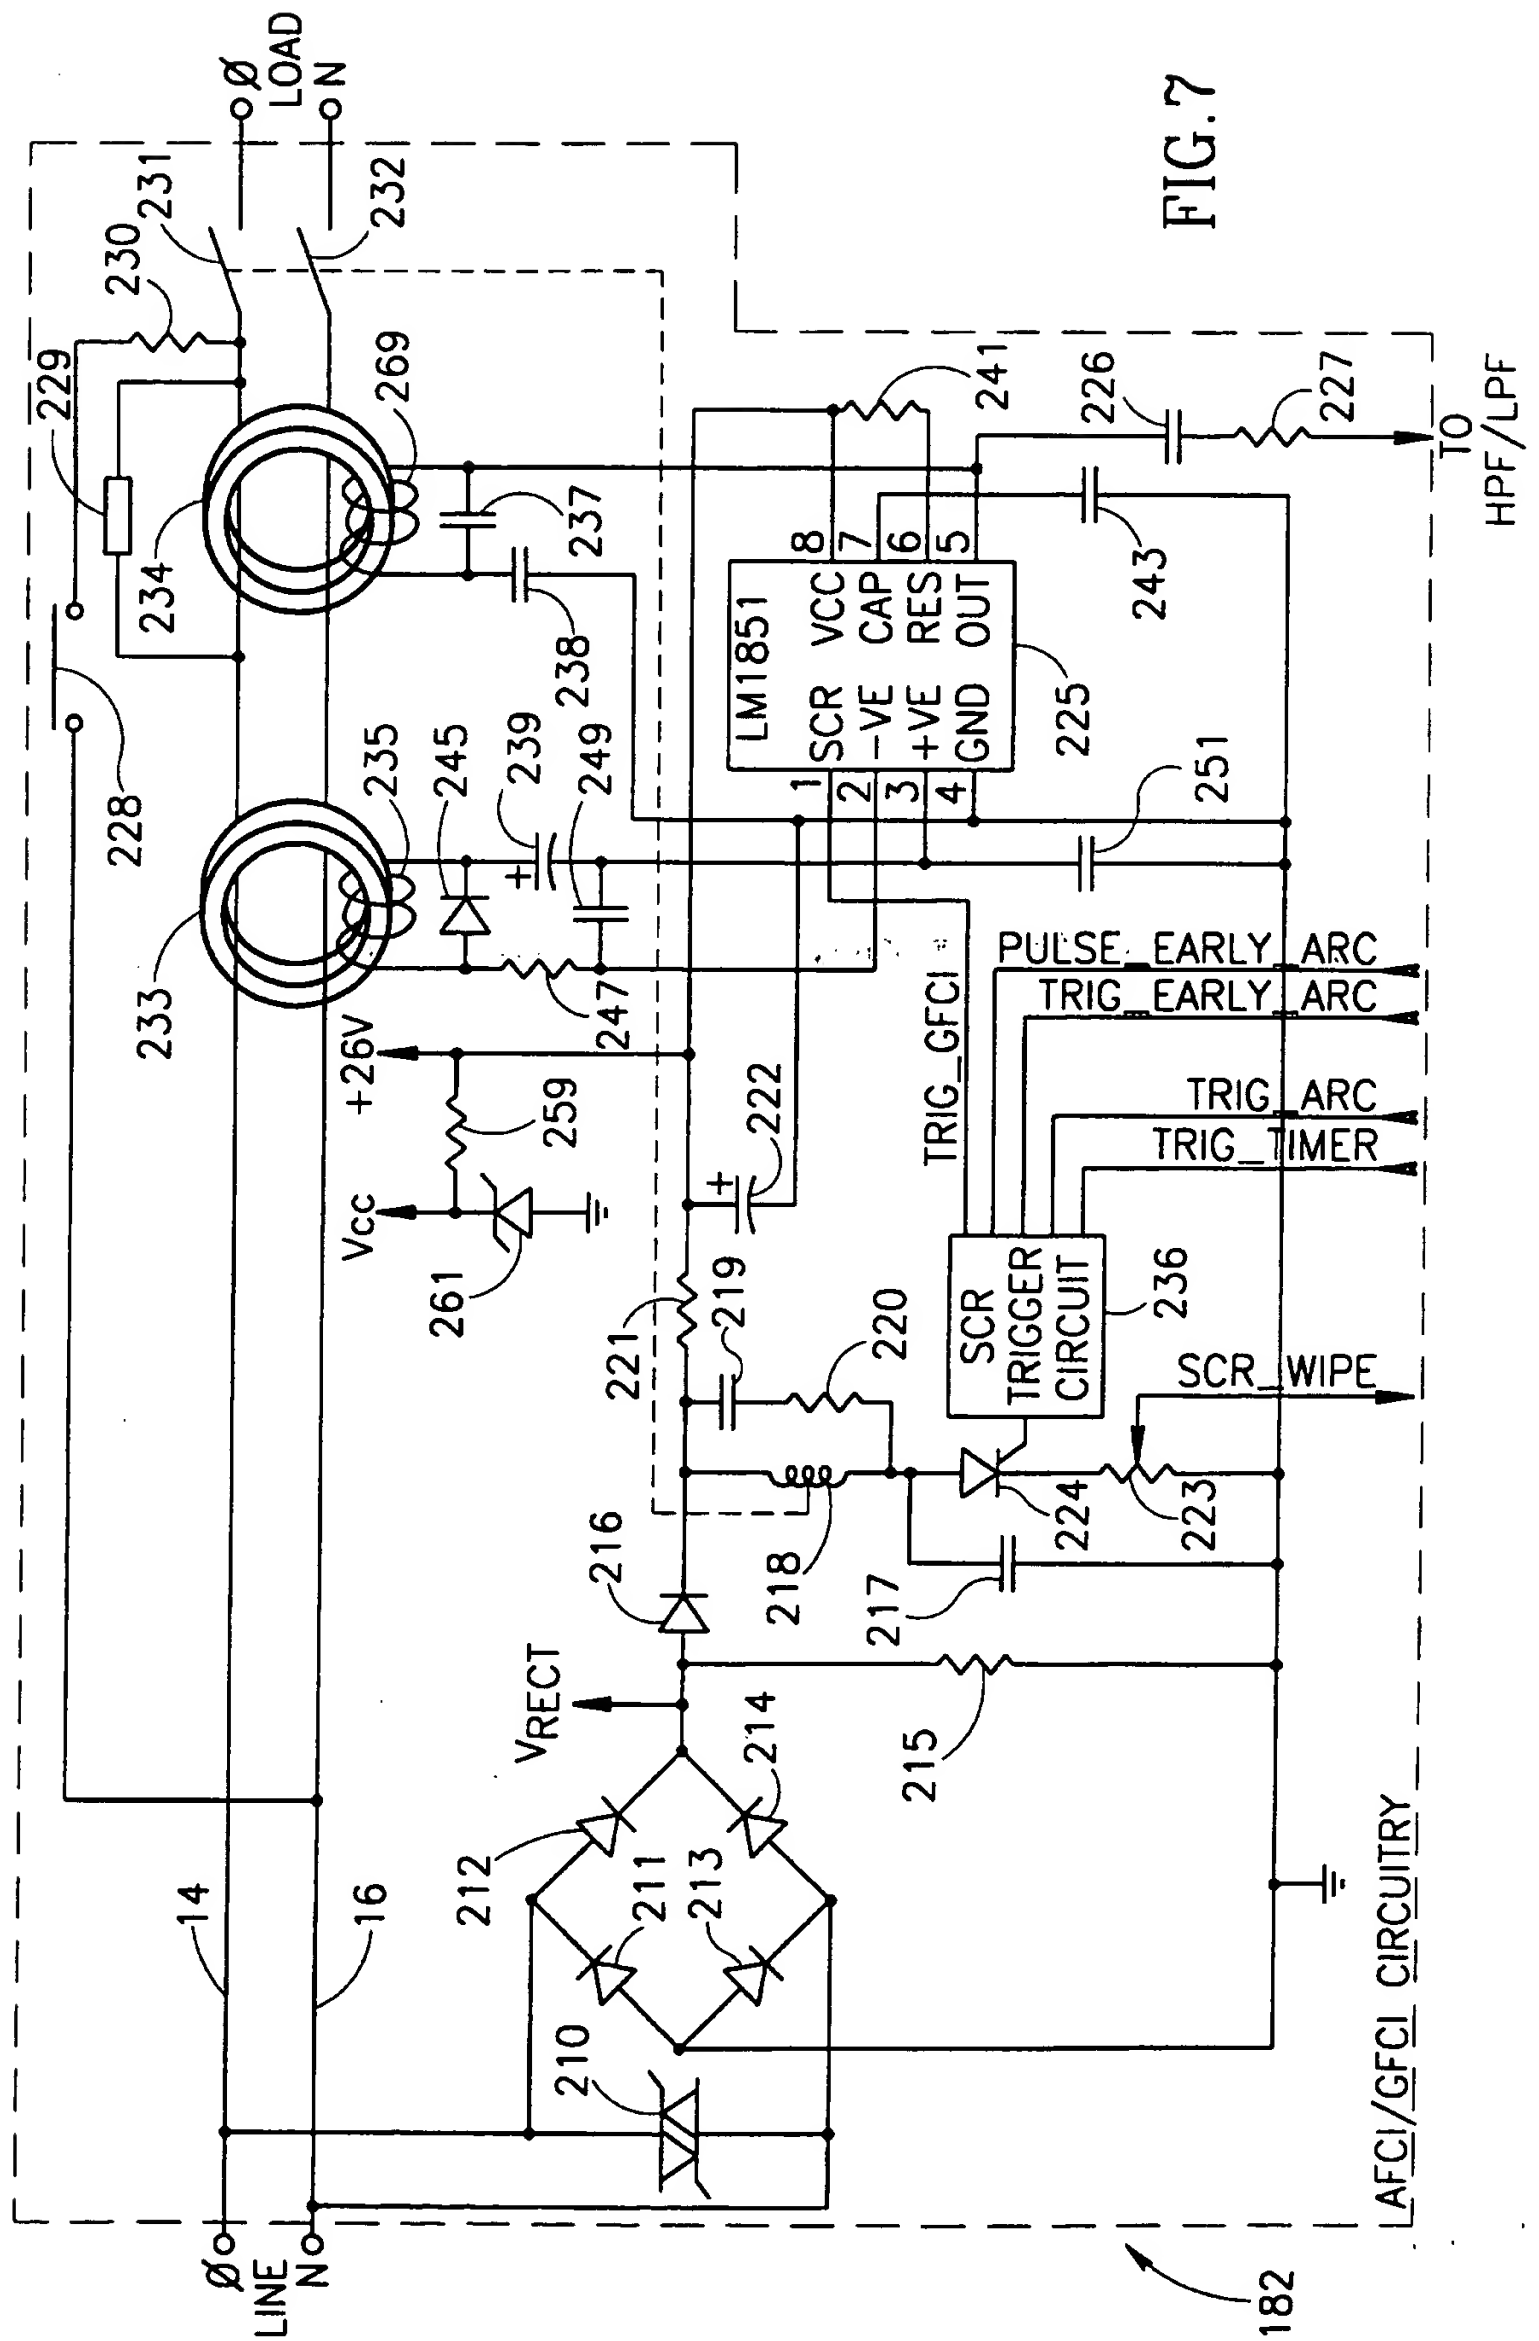 229
230
231
Ø
LOAD
N
232
234
269
228
233
235
245
239
249
237
238
247
+26V
259
Vcc
261
222
221
219
220
218
216
217
VRECT
14
16
212
211
213
214
210
215
Ø
LINE
N
LM1851
SCR VCC
-VE CAP
+VE RES
GND OUT
1
2
3
4
8
7
6
5
225
241
226
227
243
251
TO
HPF/LPF
TRIG_GFCI
PULSE_EARLY_ARC
TRIG_EARLY_ARC
TRIG_ARC
TRIG_TIMER
SCR
TRIGGER
CIRCUIT
236
SCR_WIPE
224
223
AFCI/GFCI CIRCUITRY
182
FIG.7